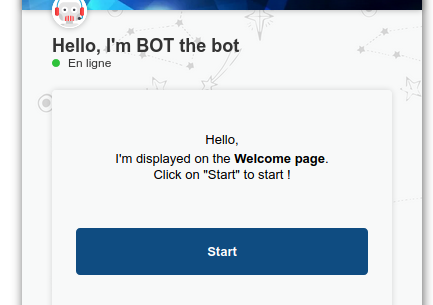 Hello, I'm BOT the bot
En ligne
Hello,
I'm displayed on the Welcome page.
Click on "Start" to start !
Start